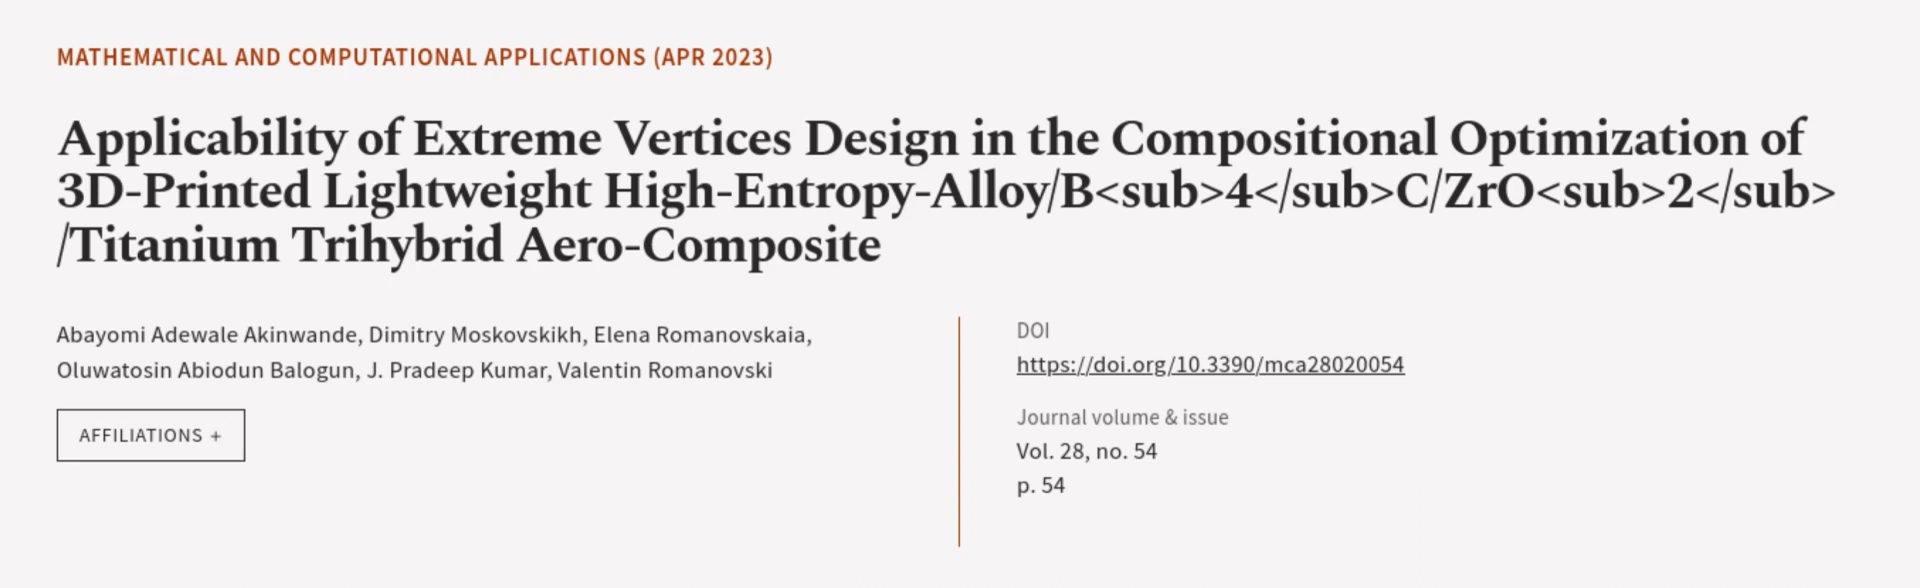 MATHEMATICAL AND COMPUTATIONAL APPLICATIONS (APR 2023)
Applicability of Extreme Vertices Design in the Compositional Optimization of
3D-Printed Lightweight High-Entropy-Alloy/B<sub>4</sub>C/ZrO<sub>2</sub>
/Titanium Trihybrid Aero-Composite
Abayomi Adewale Akinwande, Dimitry Moskovskikh, Elena Romanovskaia,
Oluwatosin Abiodun Balogun, J. Pradeep Kumar, Valentin Romanovski
AFFILIATIONS +
DOI
https://doi.org/10.3390/mca28020054
Journal volume & issue
Vol. 28, no. 54
p. 54